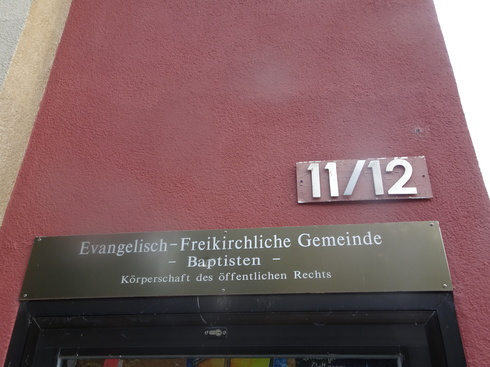 11/12
Evangelisch-Freikirchliche Gemeinde
- Baptisten -
Körperschaft des öffentlichen Rechts